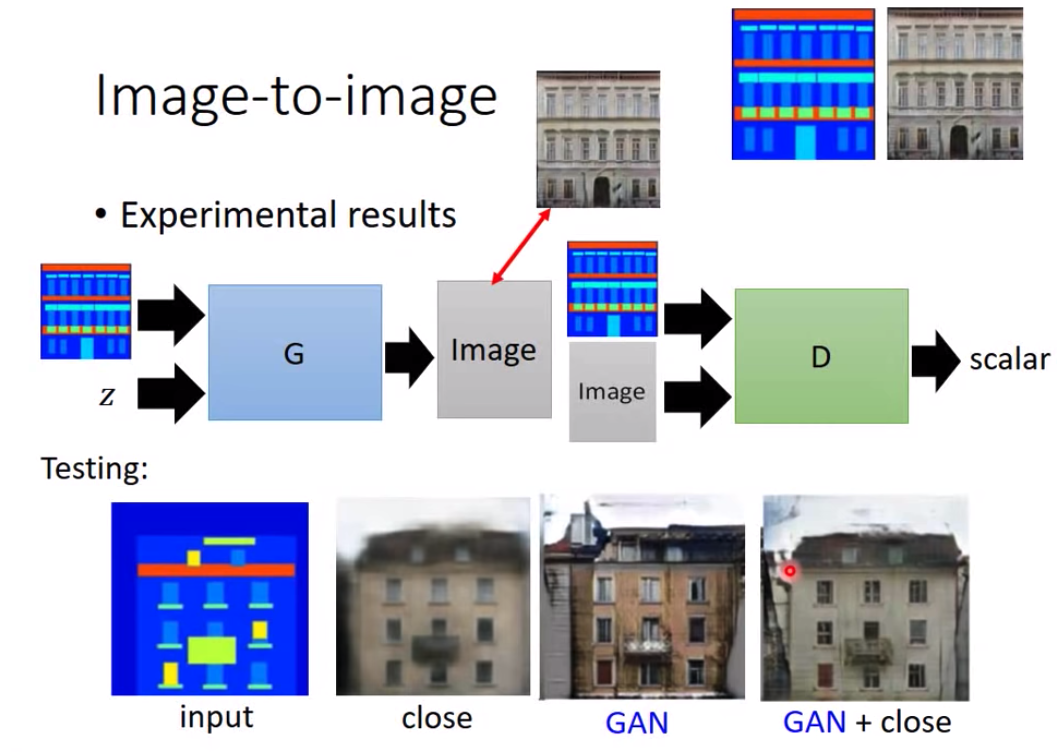 Image-to-image
• Experimental results
G
Image
Image
D
scalar
z
Testing:
input
close
GAN
GAN + close